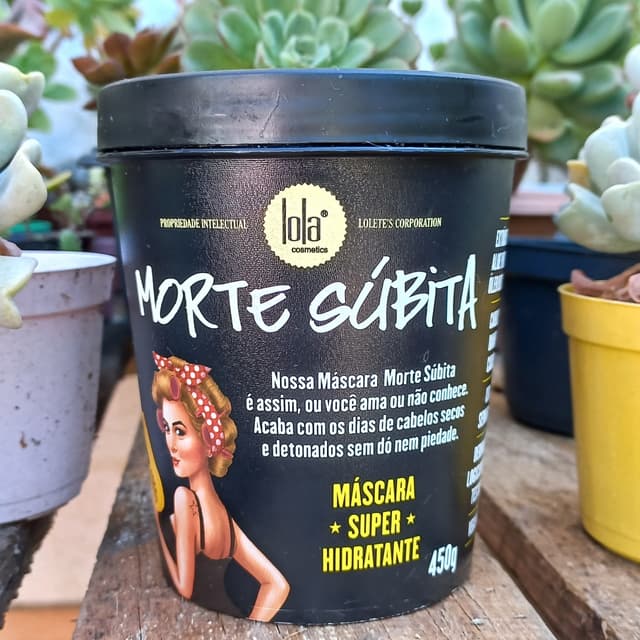 PROPRIEDADE INTELECTUAL
lola®
cosmetics
LOLETE'S CORPORATION
MORTE SÚBITA
Nossa Máscara Morte Súbita
é assim, ou você ama ou não conhece.
Acaba com os dias de cabelos secos
e detonados sem dó nem piedade.
MÁSCARA
★ SUPER ★
HIDRATANTE
450g